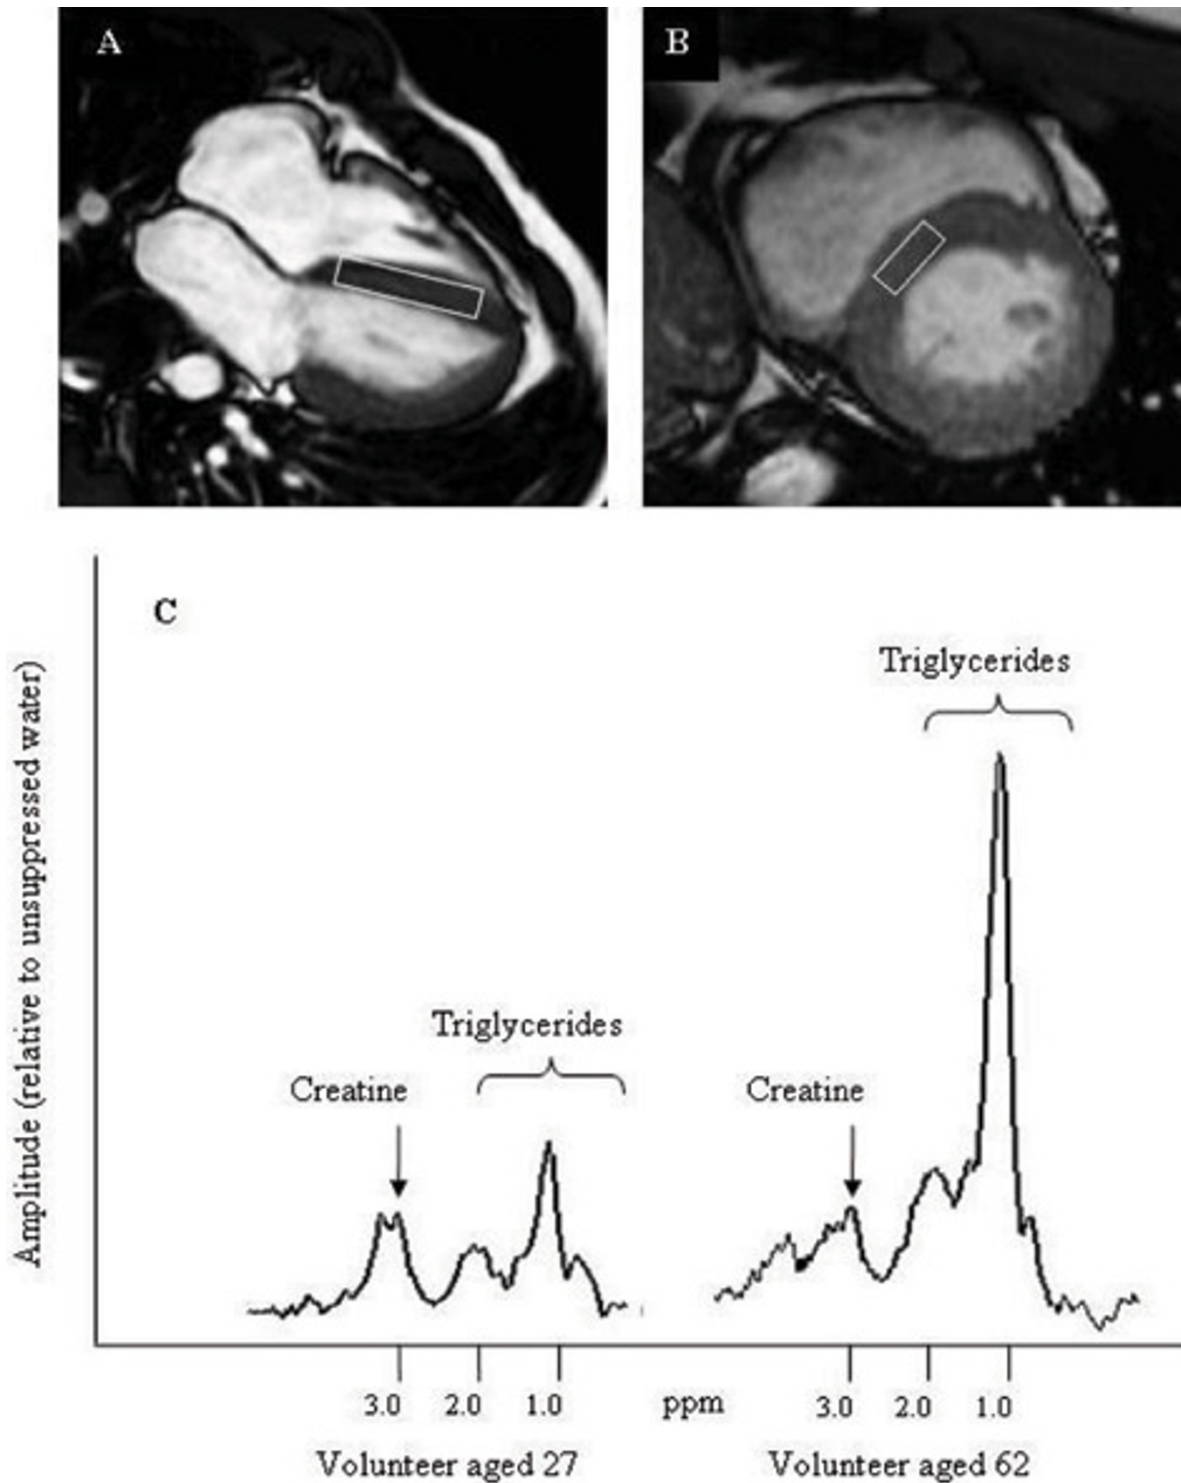 A
B
C
Amplitude (relative to unsuppressed water)
Triglycerides
Triglycerides
Creatine
Creatine
3.0 2.0 1.0 ppm 3.0 2.0 1.0
Volunteer aged 27 Volunteer aged 62